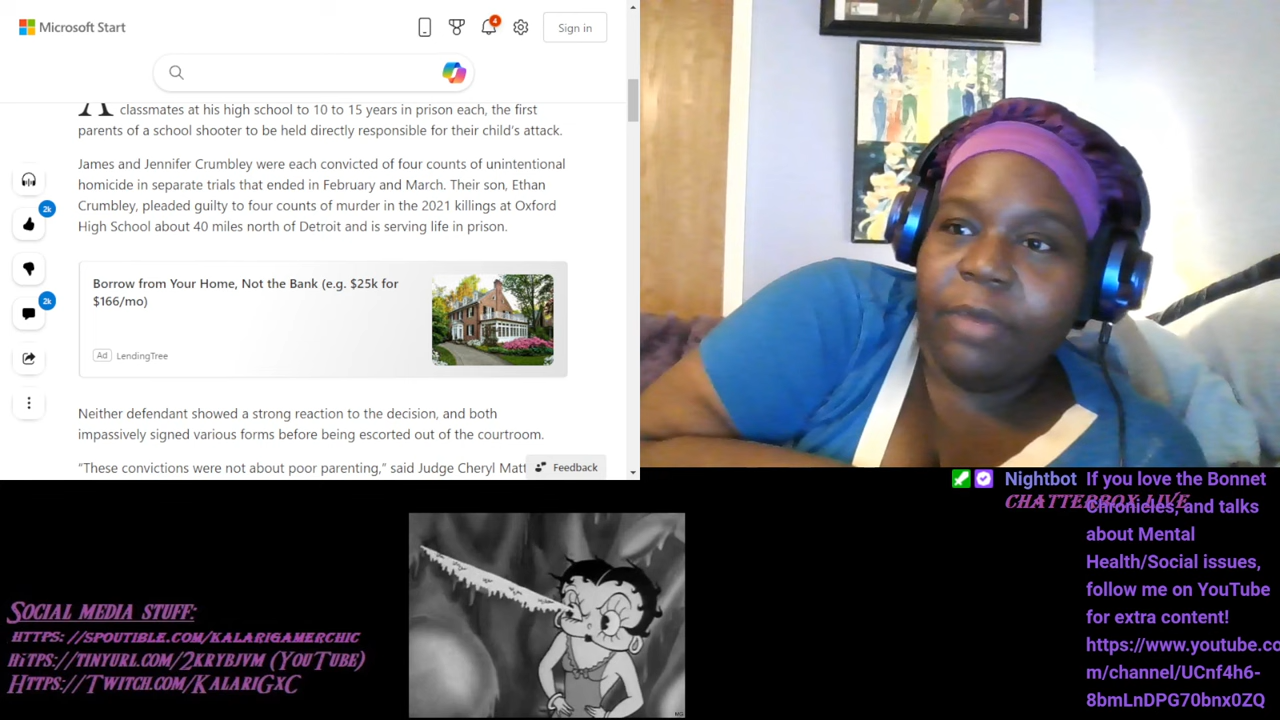 Microsoft Start
4
Sign in
classmates at his high school to 10 to 15 years in prison each, the first
parents of a school shooter to be held directly responsible for their child's attack.
James and Jennifer Crumbley were each convicted of four counts of unintentional
homicide in separate trials that ended in February and March. Their son, Ethan
Crumbley, pleaded guilty to four counts of murder in the 2021 killings at Oxford
High School about 40 miles north of Detroit and is serving life in prison.
2k
2k
Borrow from Your Home, Not the Bank (e.g. $25k for
$166/mo)
Ad LendingTree
Neither defendant showed a strong reaction to the decision, and both
impassively signed various forms before being escorted out of the courtroom.
“These convictions were not about poor parenting,” said Judge Cheryl Matt
Feedback
Nightbot If you love the Bonnet
Chronicles, and talks
about Mental
Health/Social issues,
follow me on YouTube
for extra content!
https://www.youtube.co
m/channel/UCnf4h6-
8bmLnDPG70bnx0ZQ
Chatterbox Live
Social media stuff:
https://spoutible.com/kalarigamerchic
https://tinyurl.com/2krybjvm (YouTube)
Https://Twitch.com/KalariGxC